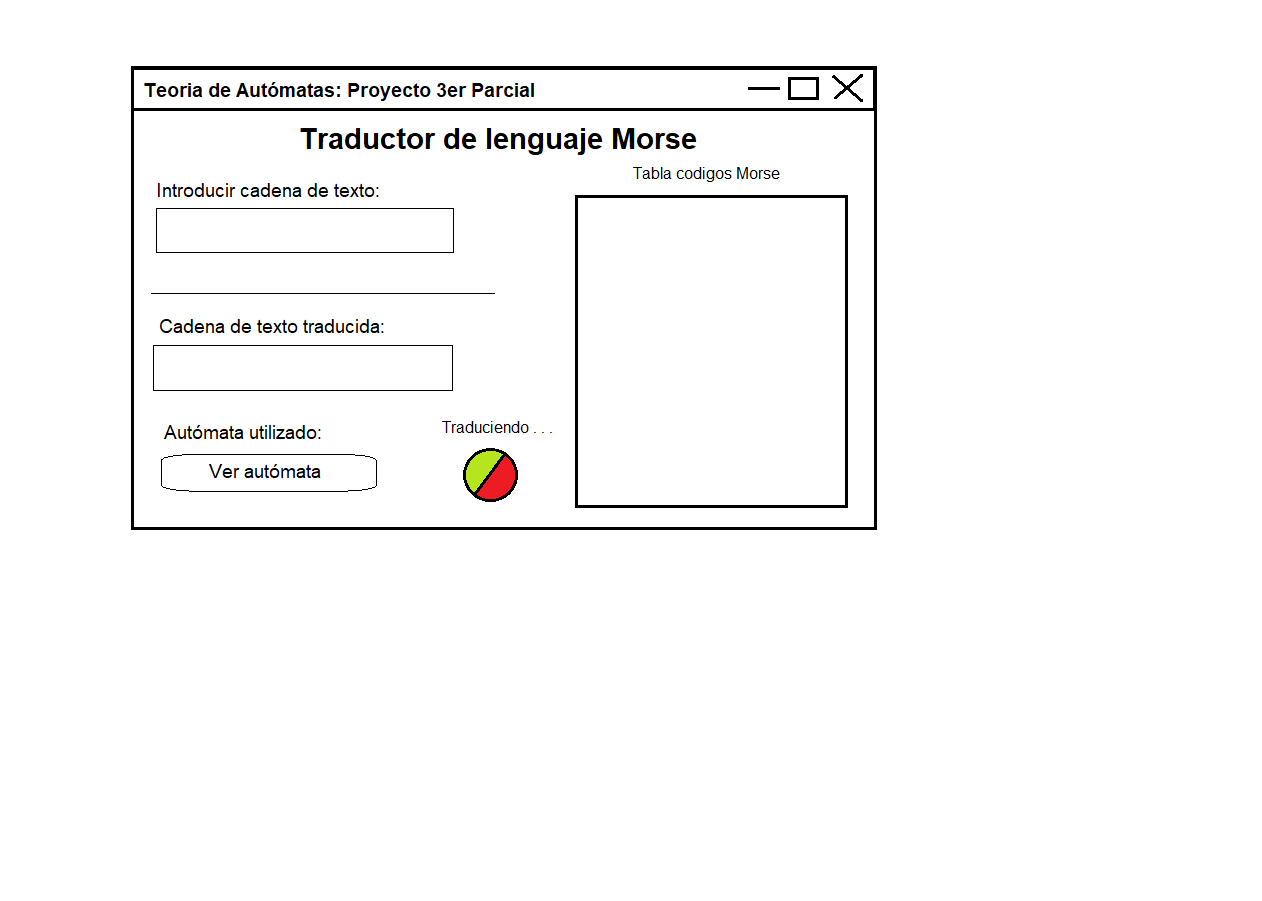 Teoria de Autómatas: Proyecto 3er Parcial
Traductor de lenguaje Morse
Tabla codigos Morse
Introducir cadena de texto:
Cadena de texto traducida:
Autómata utilizado:
Traduciendo . . .
Ver autómata